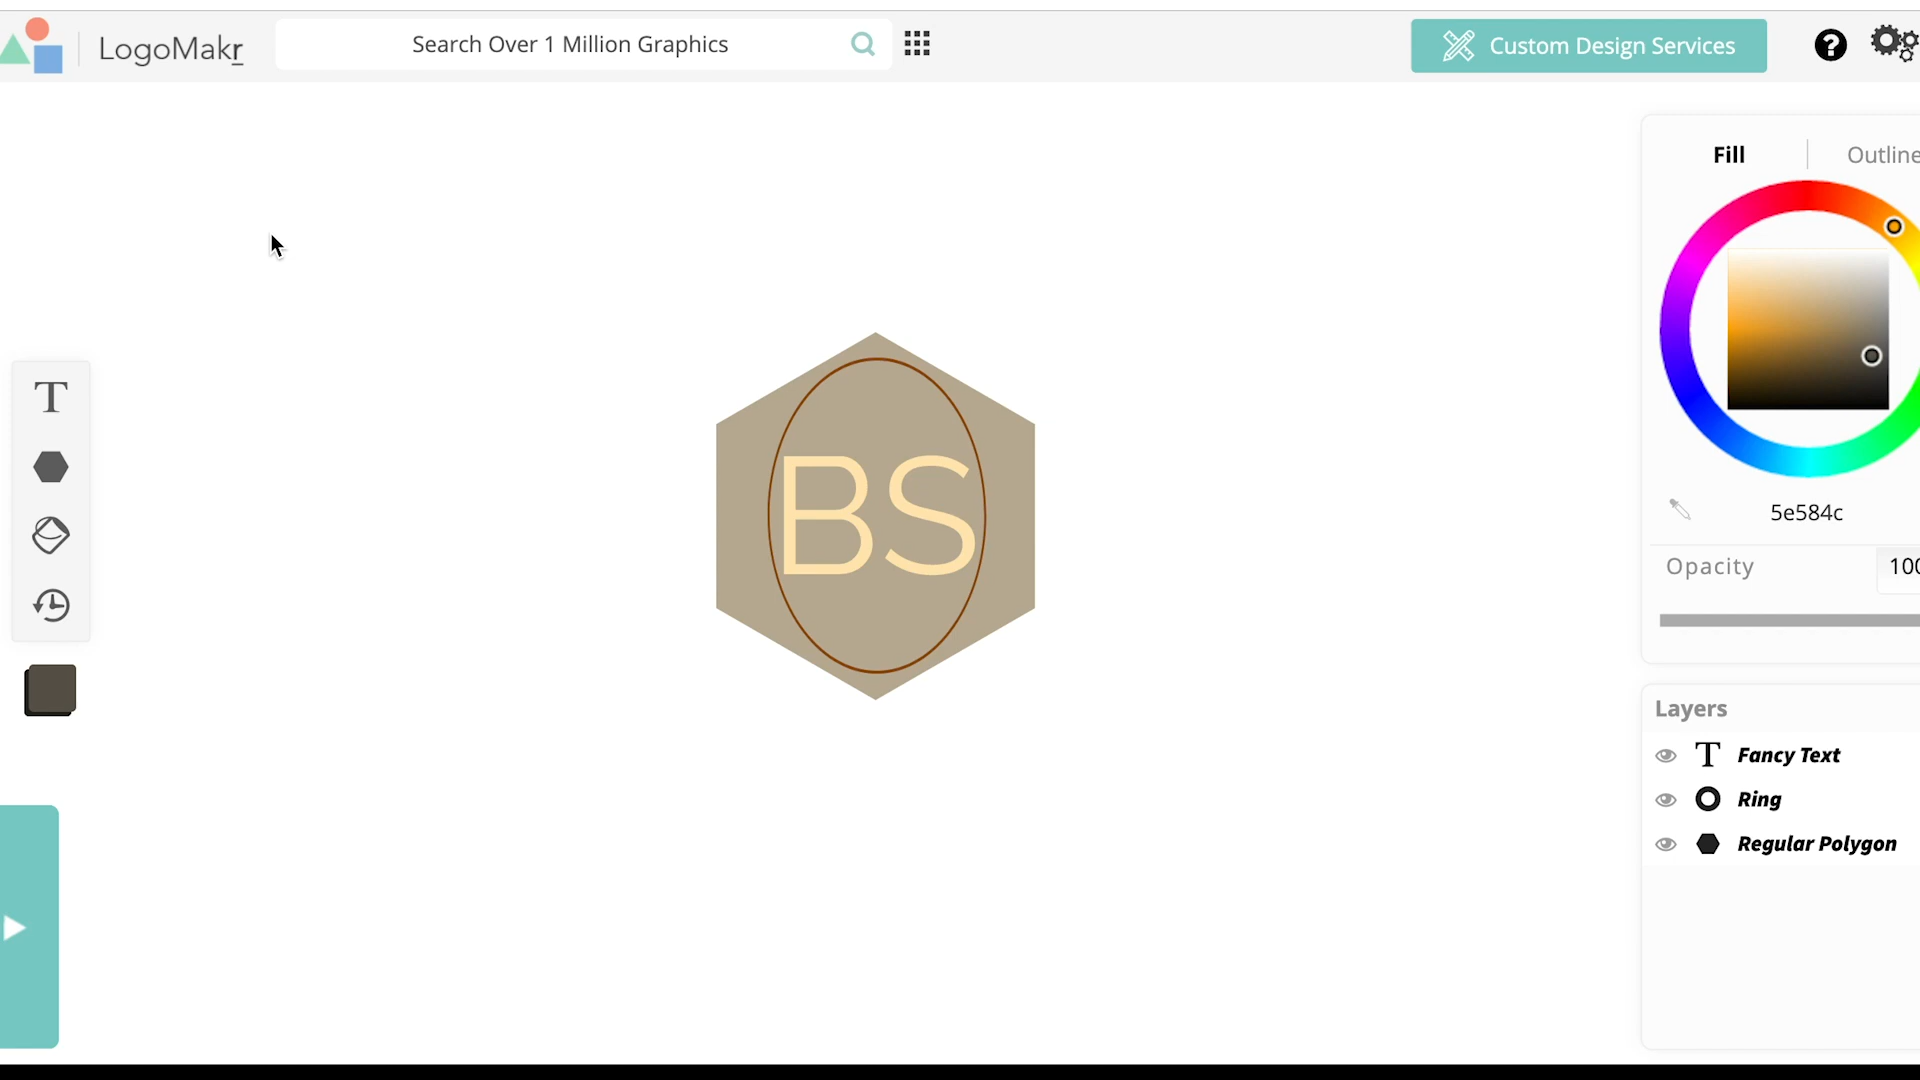 LogoMakr
Search Over 1 Million Graphics
Custom Design Services
?
Fill
Outline
BS
5e584c
Opacity
100
T
Layers
T Fancy Text
Ring
Regular Polygon